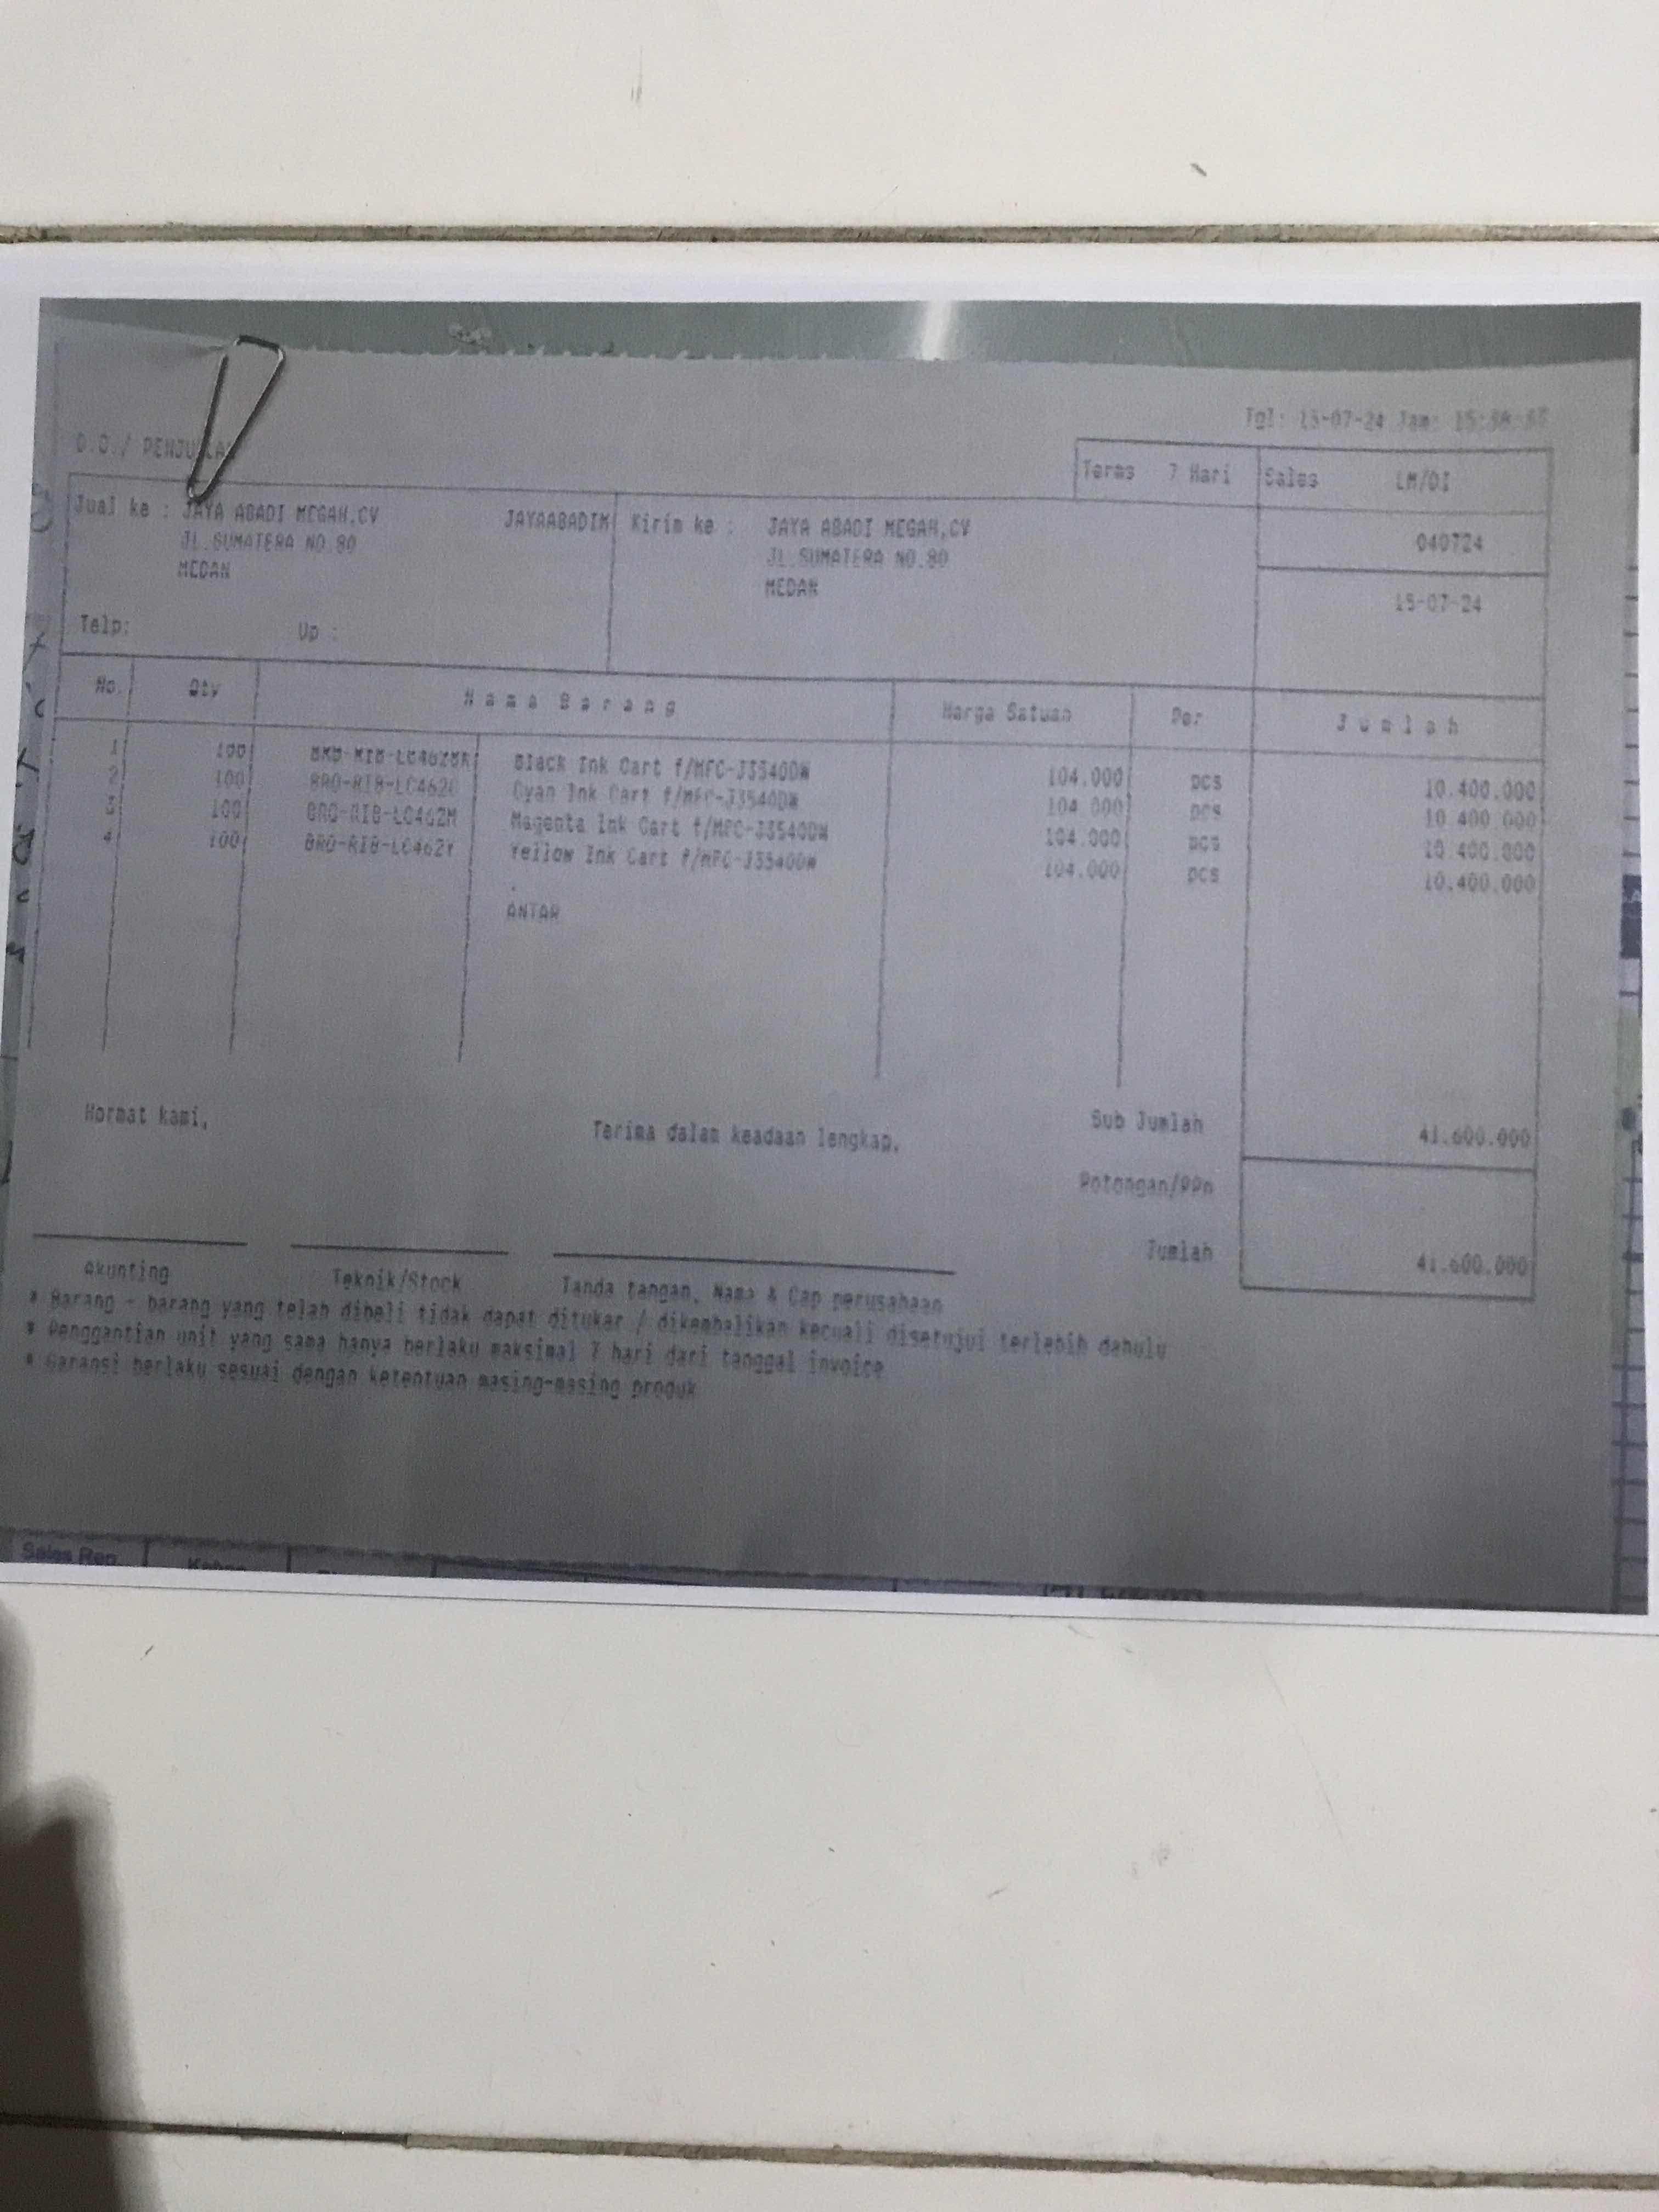 Tgl: 15-07-24 Jam:
D.O./ PENJUALAN
Terms 7 Hari Sales LM/DI
Jual ke : JAYA ABADI MEGAH,CV JAYAABADIM Kirim ke : JAYA ABADI MEGAH,CV
040724
JL.SUMATERA NO.80 JL.SUMATERA NO.80
MEDAN MEDAN
15-07-24
Telp: Up :
No. Qty Nama Barang Harga Satuan Per Jumlah
1 100 BRO-RIB-LC462BK Black Ink Cart f/MFC-J3540DW 104.000 pcs 10.400.000
2 100 BRO-RIB-LC462C Cyan Ink Cart f/MFC-J3540DW 104.000 pcs 10.400.000
3 100 BRO-RIB-LC462M Magenta Ink Cart f/MFC-J3540DW 104.000 pcs 10.400.000
4 100 BRO-RIB-LC462Y Yellow Ink Cart f/MFC-J3540DW 104.000 pcs 10.400.000
.
ANTAR
Hormat kami, Terima dalam keadaan lengkap, Sub Jumlah 41.600.000
Potongan/PPn
Jumlah 41.600.000
Akunting Teknik/Stock Tanda tangan, Nama & Cap perusahaan
* Barang - barang yang telah dibeli tidak dapat ditukar / dikembalikan kecuali disetujui terlebih dahulu
* Penggantian unit yang sama hanya berlaku maksimal 7 hari dari tanggal invoice
* Garansi berlaku sesuai dengan ketentuan masing-masing produk
Sales Rep